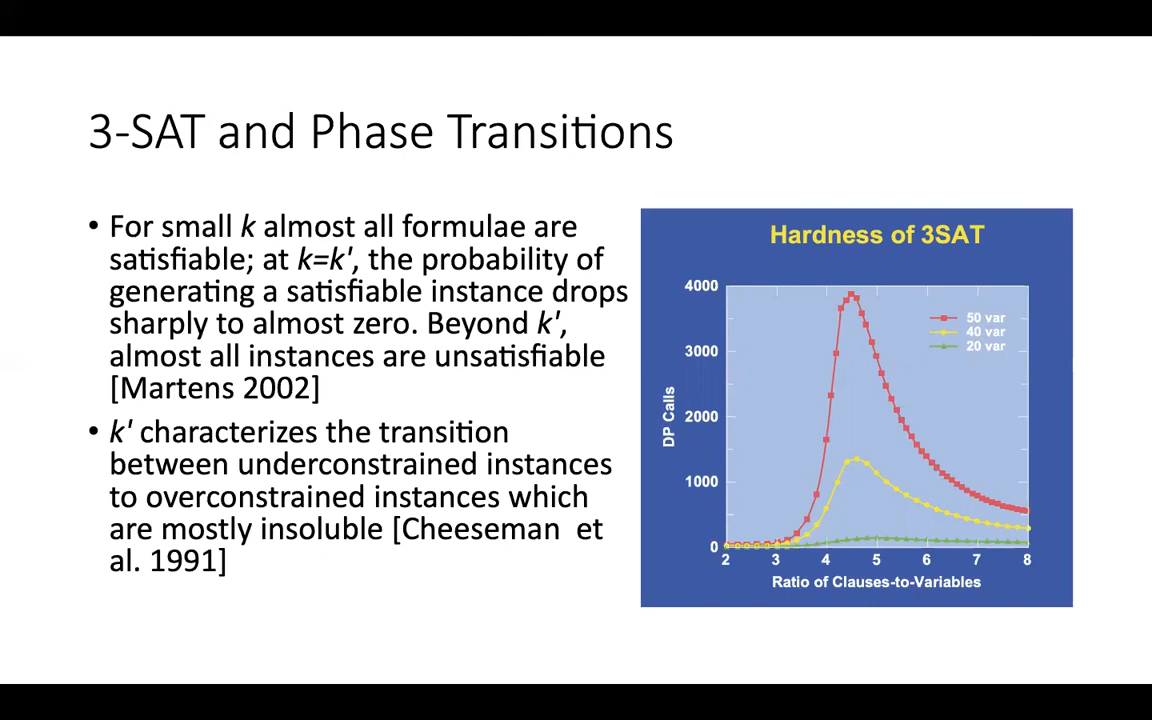 3-SAT and Phase Transitions
• For small k almost all formulae are
satisfiable; at k=k', the probability of
generating a satisfiable instance drops
sharply to almost zero. Beyond k',
almost all instances are unsatisfiable
[Martens 2002]
• k' characterizes the transition
between underconstrained instances
to overconstrained instances which
are mostly insoluble [Cheeseman et
al. 1991]
Hardness of 3SAT
4000
3000
2000
1000
0
DP Calls
50 var
40 var
20 var
2 3 4 5 6 7 8
Ratio of Clauses-to-Variables